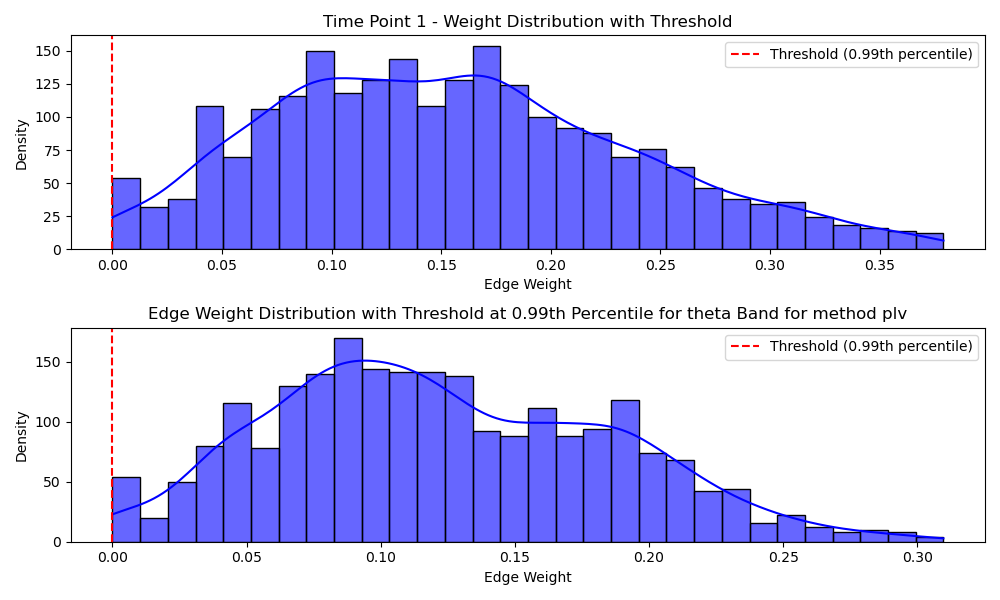 Time Point 1 - Weight Distribution with Threshold
Density
150
125
100
75
50
25
0
Threshold (0.99th percentile)
0.00 0.05 0.10 0.15 0.20 0.25 0.30 0.35
Edge Weight
Edge Weight Distribution with Threshold at 0.99th Percentile for theta Band for method plv
Density
150
100
50
0
Threshold (0.99th percentile)
0.00 0.05 0.10 0.15 0.20 0.25 0.30
Edge Weight